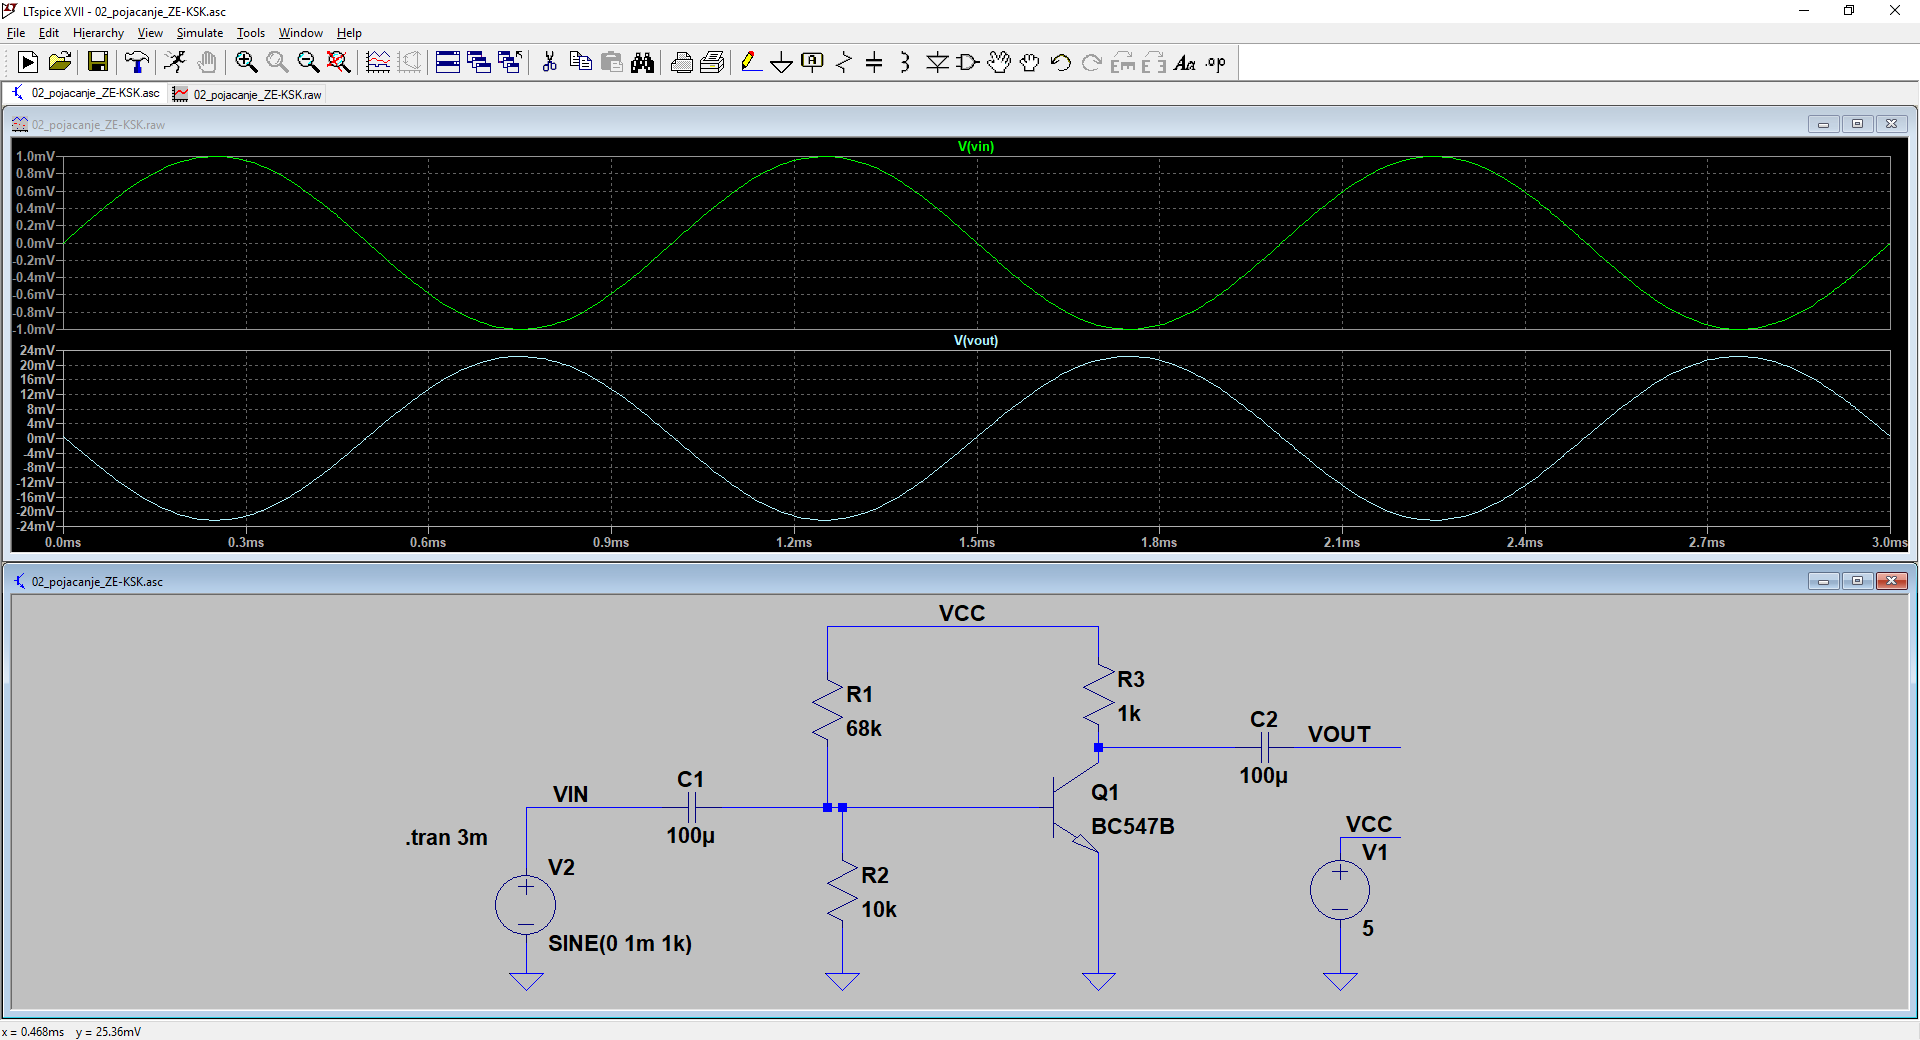 LTspice XVII - 02_pojacanje_ZE-KSK.asc
File Edit Hierarchy View Simulate Tools Window Help
.op
02_pojacanje_ZE-KSK.asc 02_pojacanje_ZE-KSK.raw
02_pojacanje_ZE-KSK.raw
V(vin)
1.0mV
0.8mV
0.6mV
0.4mV
0.2mV
0.0mV
-0.2mV
-0.4mV
-0.6mV
-0.8mV
-1.0mV
V(vout)
24mV
20mV
16mV
12mV
8mV
4mV
0mV
-4mV
-8mV
-12mV
-16mV
-20mV
-24mV
0.0ms 0.3ms 0.6ms 0.9ms 1.2ms 1.5ms 1.8ms 2.1ms 2.4ms 2.7ms 3.0ms
02_pojacanje_ZE-KSK.asc
VCC
R3
1k
R1
68k
C2
VOUT
100µ
C1
VIN
100µ
Q1
BC547B
.tran 3m
VCC
V1
5
V2
R2
10k
SINE(0 1m 1k)
x = 0.468ms y = 25.36mV